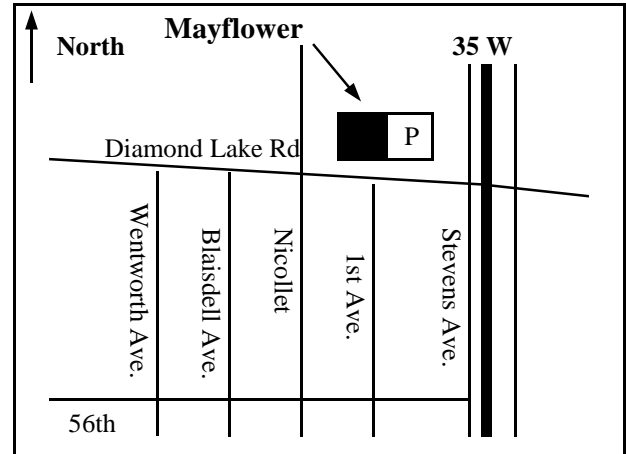 Mayflower
North
35 W
P
Diamond Lake Rd
Wentworth Ave.
Blaisdell Ave.
Nicollet
1st Ave.
Stevens Ave.
56th